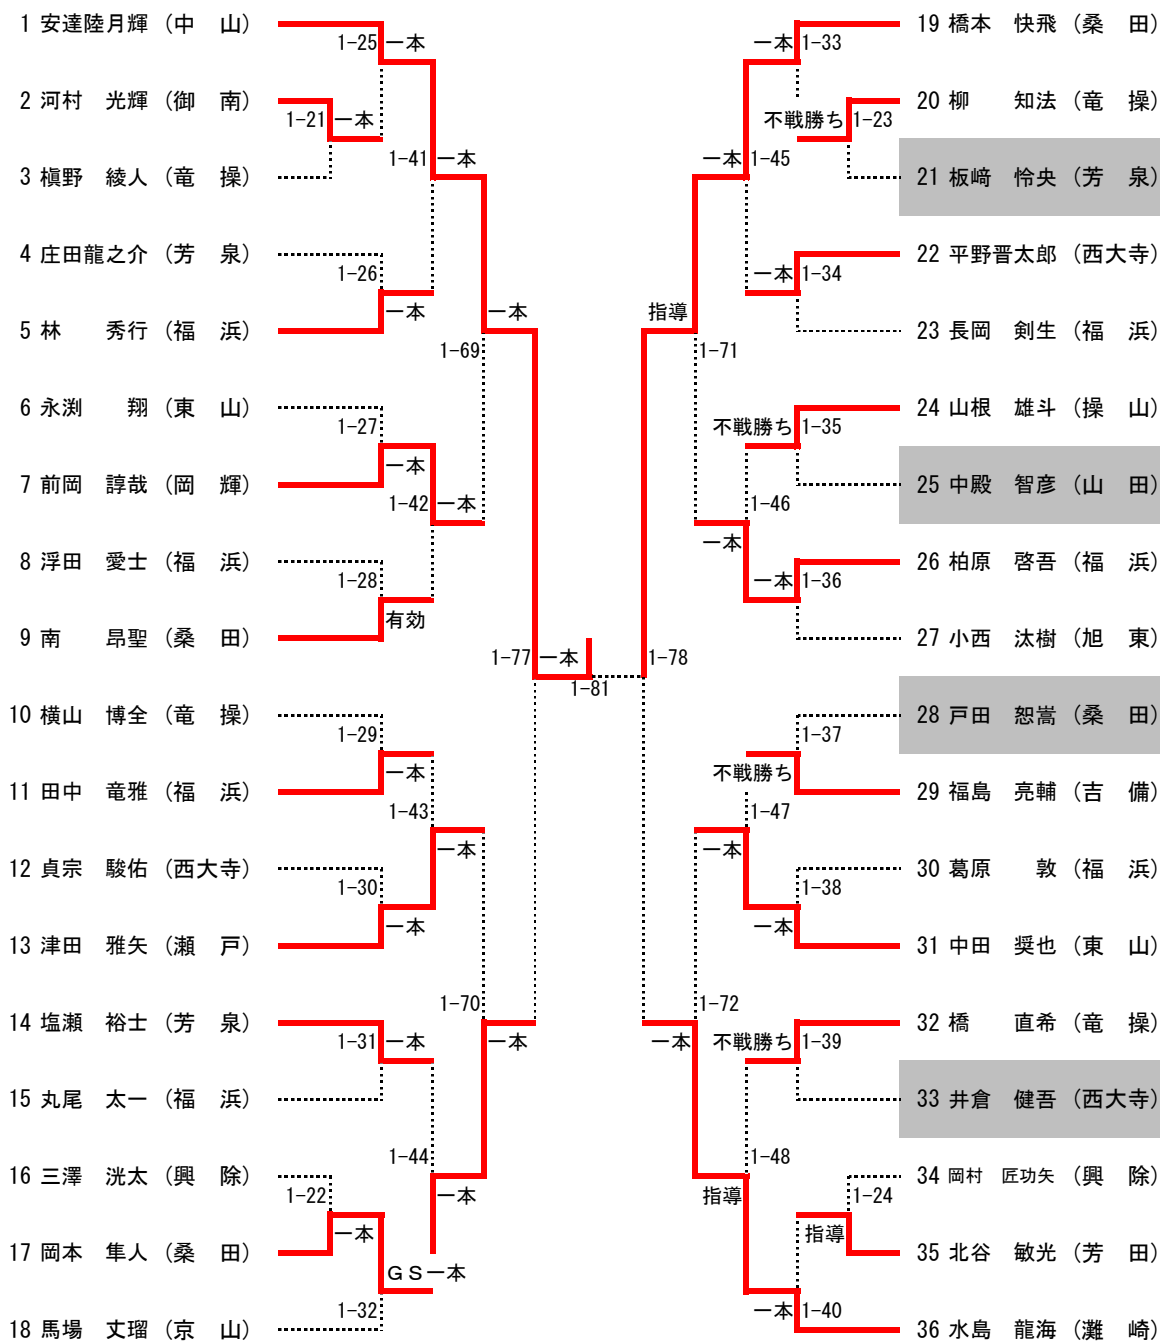 1 安達陸月輝 (中　山)
1-25 一本
2 河村　光輝 (御　南)
1-21 一本
3 槇野　綾人 (竜　操)
1-41 一本
4 庄田龍之介 (芳　泉)
1-26
一本
5 林　　秀行 (福　浜)
一本
1-69
6 永渕　　翔 (東　山)
1-27
一本
7 前岡　諄哉 (岡　輝)
1-42 一本
8 浮田　愛士 (福　浜)
1-28
有効
9 南　　昂聖 (桑　田)
1-77 一本
1-81
10 横山　博全 (竜　操)
1-29
一本
11 田中　竜雅 (福　浜)
1-43
一本
12 貞宗　駿佑 (西大寺)
1-30
一本
13 津田　雅矢 (瀬　戸)
1-70
一本
14 塩瀬　裕士 (芳　泉)
1-31 一本
15 丸尾　太一 (福　浜)
1-44
一本
16 三澤　洸太 (興　除)
1-22
一本
17 岡本　隼人 (桑　田)
ＧＳ一本
1-32
18 馬場　丈瑠 (京　山)
19 橋本　快飛 (桑　田)
一本 1-33
20 柳　　知法 (竜　操)
不戦勝ち 1-23
一本 1-45
21 板﨑　怜央 (芳　泉)
22 平野晋太郎 (西大寺)
一本 1-34
指導
23 長岡　剣生 (福　浜)
1-71
24 山根　雄斗 (操　山)
不戦勝ち 1-35
25 中殿　智彦 (山　田)
1-46
一本
26 柏原　啓吾 (福　浜)
一本 1-36
27 小西　汰樹 (旭　東)
1-78
28 戸田　恕嵩 (桑　田)
1-37
不戦勝ち
29 福島　亮輔 (吉　備)
1-47
一本
30 葛原　　敦 (福　浜)
1-38
一本
31 中田　奨也 (東　山)
1-72
一本
32 橋　　直希 (竜　操)
不戦勝ち 1-39
33 井倉　健吾 (西大寺)
1-48
指導
34 岡村　匠功矢 (興　除)
1-24
指導
35 北谷　敏光 (芳　田)
一本 1-40
36 水島　龍海 (灘　崎)